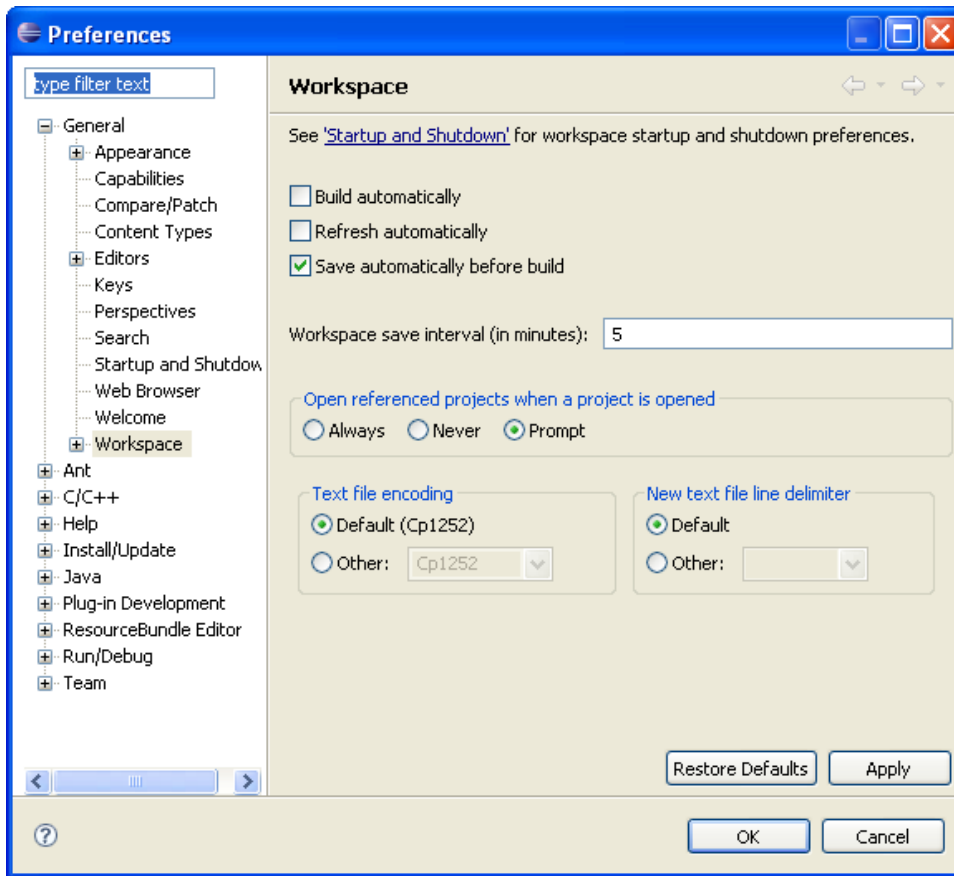 Preferences
type filter text
General
Appearance
Capabilities
Compare/Patch
Content Types
Editors
Keys
Perspectives
Search
Startup and Shutdow
Web Browser
Welcome
Workspace
Ant
C/C++
Help
Install/Update
Java
Plug-in Development
ResourceBundle Editor
Run/Debug
Team
Workspace
See 'Startup and Shutdown' for workspace startup and shutdown preferences.
Build automatically
Refresh automatically
Save automatically before build
Workspace save interval (in minutes): 5
Open referenced projects when a project is opened
Always Never Prompt
Text file encoding
Default (Cp1252)
Other: Cp1252
New text file line delimiter
Default
Other:
Restore Defaults Apply
OK Cancel